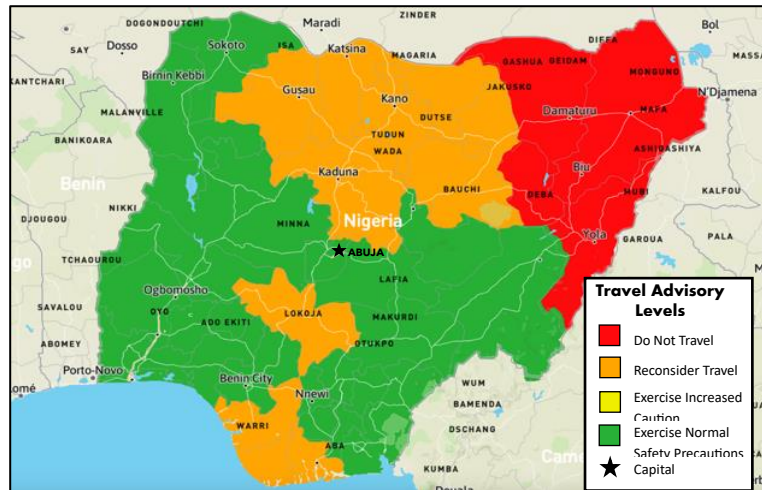 ZINDER
DOGONDOUTCHI
Maradi
Bol
DIFFA
SAY
Dosso
Sokoto
ISA
Katsina
MAGARIA
GASHUA
GEIDAM
MASSA
KANTCHARI
Birnin Kebbi
Gusau
Kano
JAKUSKO
MONGUNO
N'Djamena
MALANVILLE
DUTSE
Damaturu
MAFA
BANIKOARA
TUDUN
WADA
Biu
ASHIGASHIYA
Kaduna
BAUCHI
DEBA
MUBI
KALFOU
Benin
DJOUGOU
NIKKI
MINNA
Nigeria
Yola
GAROUA
PALA
TCHAOUROU
ABUJA
LAFIA
Ogbomosho
LOKOJA
MAKURDI
SAVALOU
OYO
ADO EKITI
OTUKPO
ABOMEY
Porto-Novo
Lomé
Benin City
Nnewi
WUM
BAMENDA
WARRI
DSCHANG
ABA
KUMBA
Douala
Travel Advisory
Levels
Do Not Travel
Reconsider Travel
Exercise Increased
Caution
Exercise Normal
Safety Precautions
Capital